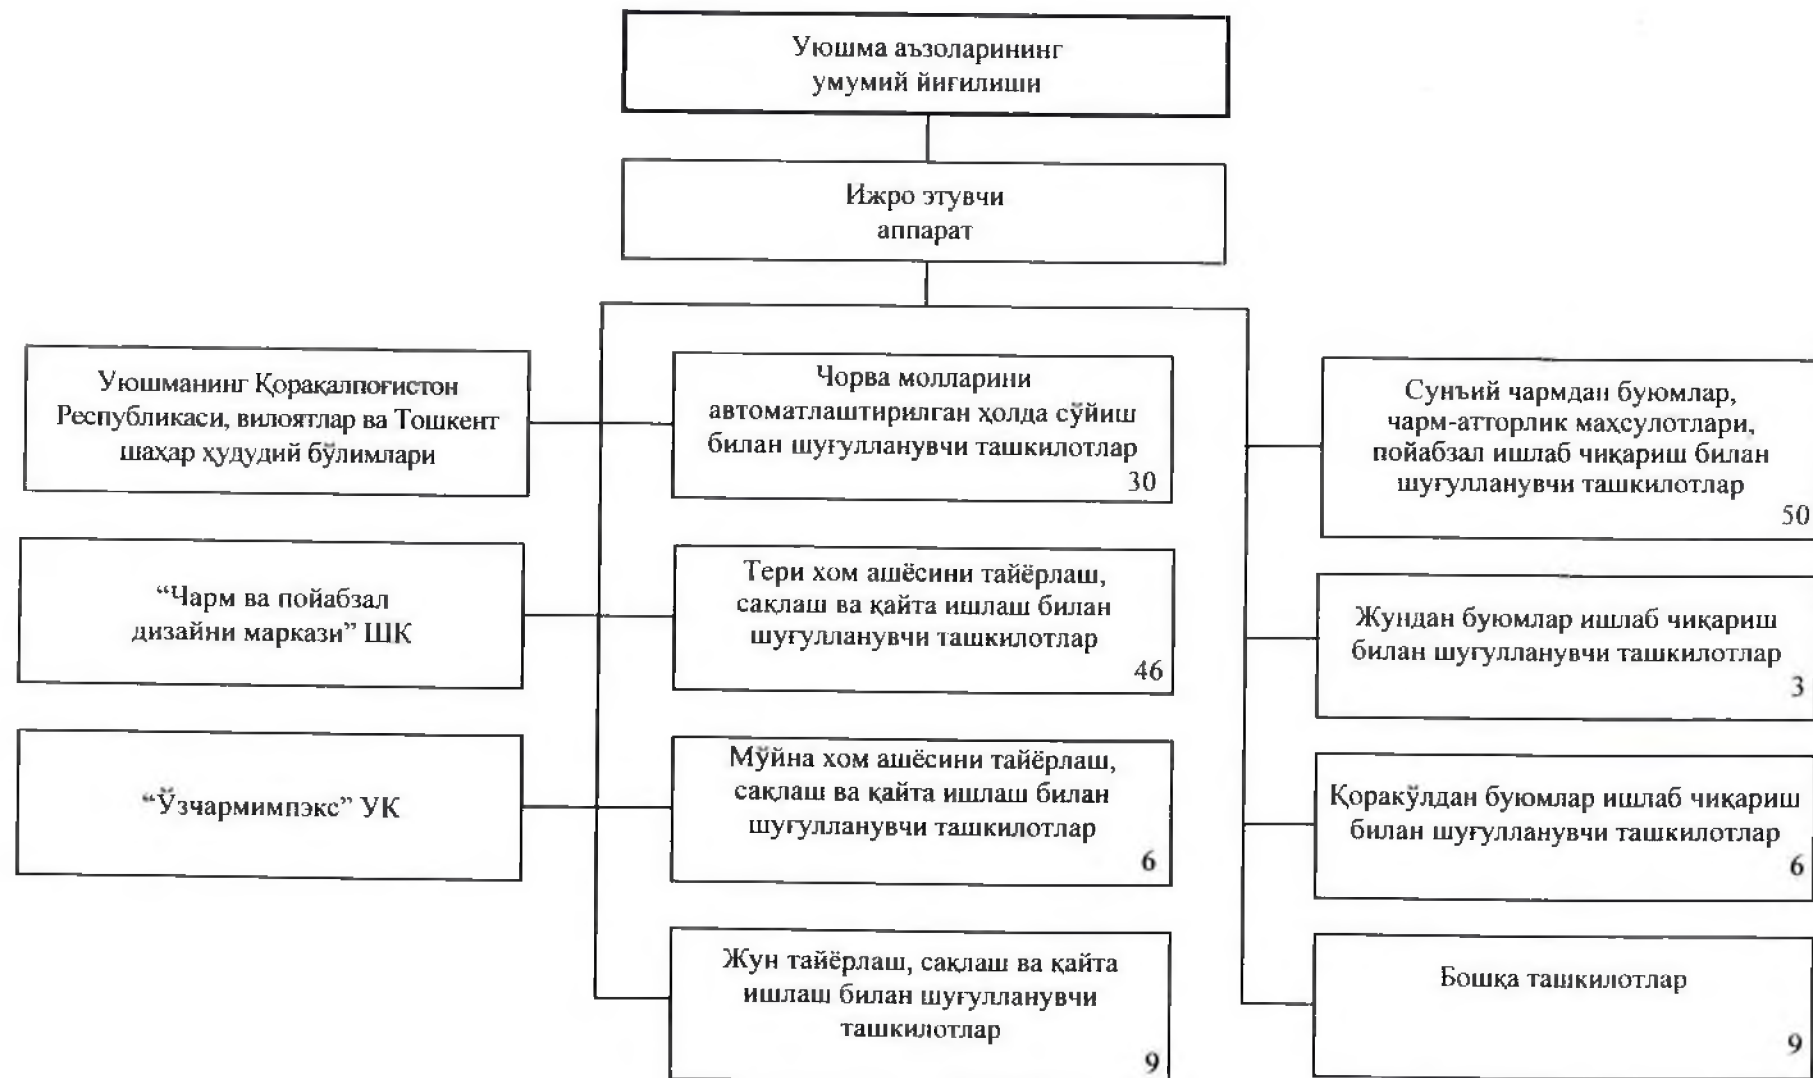 Уюшма аъзоларининг
умумий йиғилиши
Ижро этувчи
аппарат
Уюшманинг Қорақалпоғистон
Республикаси, вилоятлар ва Тошкент
шаҳар ҳудудий бўлимлари
“Чарм ва пойабзал
дизайни маркази” ШК
“Ўзчармимпэкс” УК
Чорва молларини
автоматлаштирилган ҳолда сўйиш
билан шуғулланувчи ташкилотлар
30
Тери хом ашёсини тайёрлаш,
сақлаш ва қайта ишлаш билан
шуғулланувчи ташкилотлар
46
Мўйна хом ашёсини тайёрлаш,
сақлаш ва қайта ишлаш билан
шуғулланувчи ташкилотлар
6
Жун тайёрлаш, сақлаш ва қайта
ишлаш билан шуғулланувчи
ташкилотлар
9
Сунъий чармдан буюмлар,
чарм-атторлик маҳсулотлари,
пойабзал ишлаб чиқариш билан
шуғулланувчи ташкилотлар
50
Жундан буюмлар ишлаб чиқариш
билан шуғулланувчи ташкилотлар
3
Қоракўлдан буюмлар ишлаб чиқариш
билан шуғулланувчи ташкилотлар
6
Бошқа ташкилотлар
9